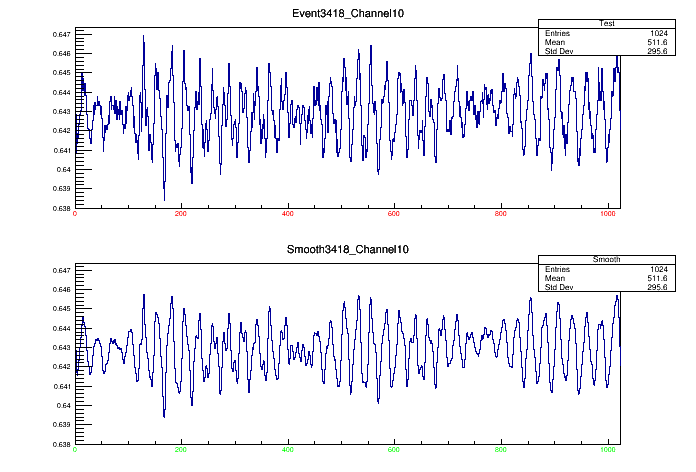 Event3418_Channel10
Test
Entries 1024
Mean 511.6
Std Dev 295.6
0.647
0.646
0.645
0.644
0.643
0.642
0.641
0.64
0.639
0.638
0 200 400 600 800 1000
Smooth3418_Channel10
Smooth
Entries 1024
Mean 511.6
Std Dev 295.6
0.647
0.646
0.645
0.644
0.643
0.642
0.641
0.64
0.639
0.638
0 200 400 600 800 1000